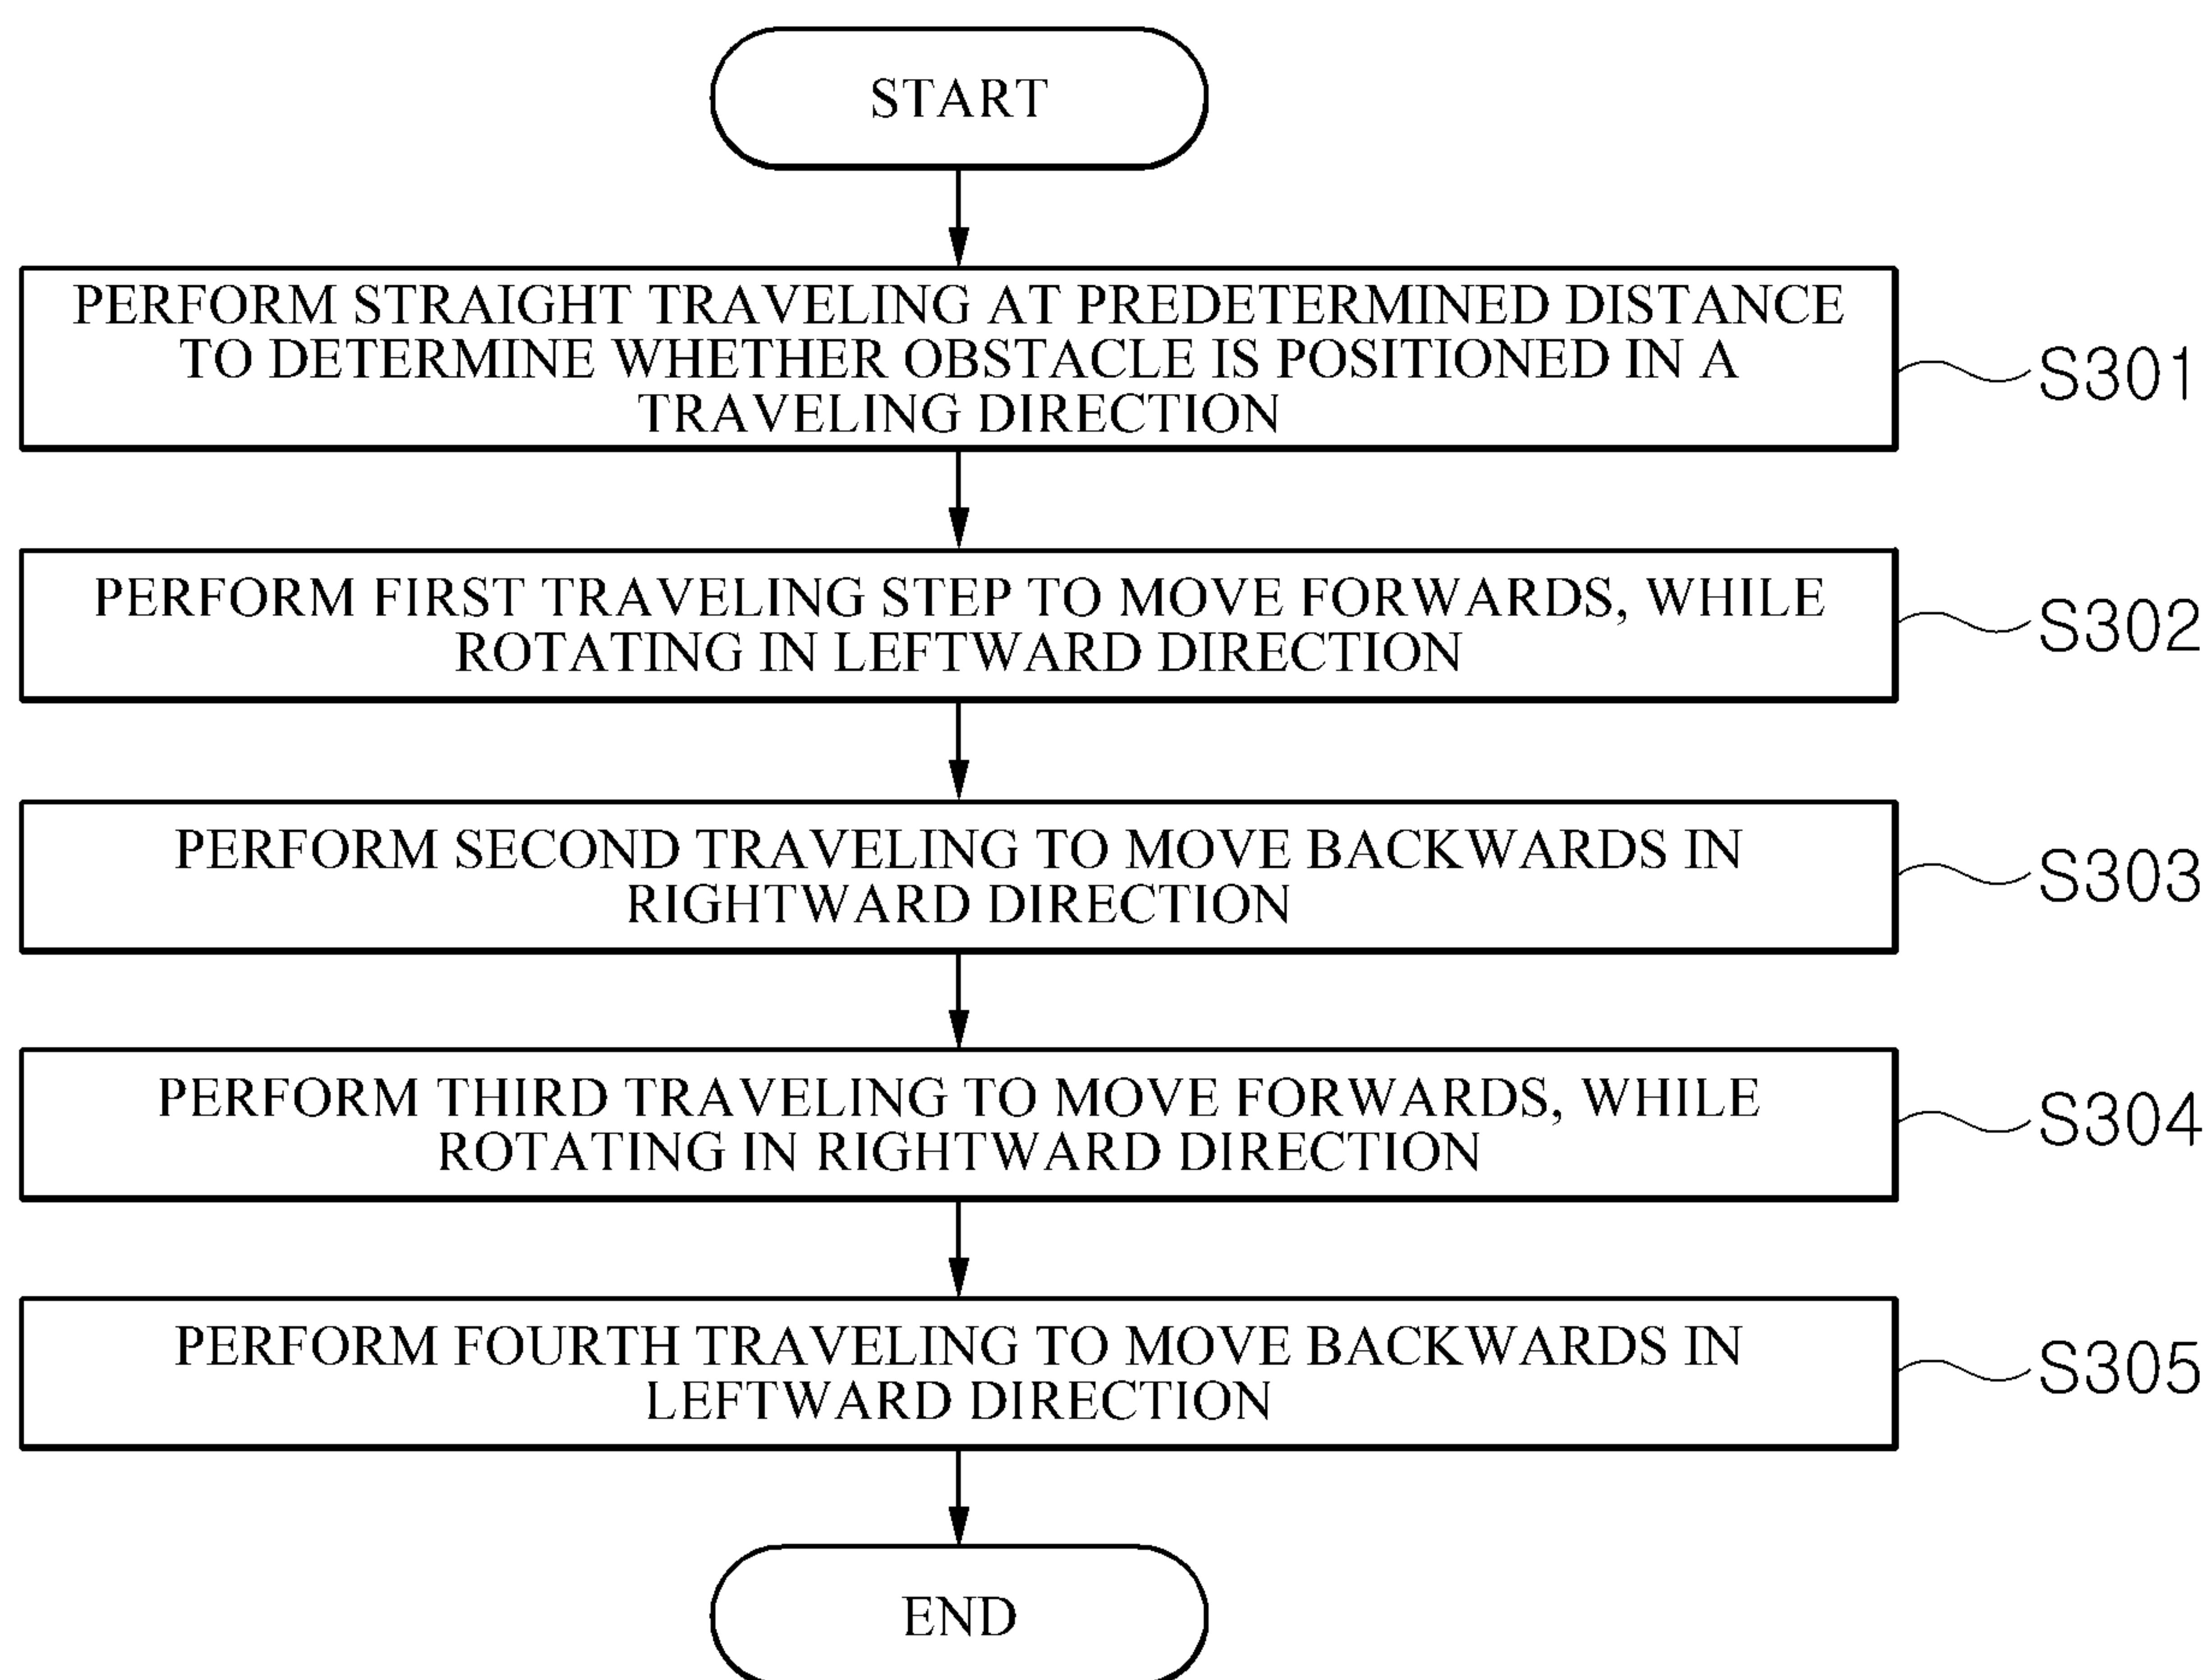 START
PERFORM STRAIGHT TRAVELING AT PREDETERMINED DISTANCE
TO DETERMINE WHETHER OBSTACLE IS POSITIONED IN A
TRAVELING DIRECTION
S301
PERFORM FIRST TRAVELING STEP TO MOVE FORWARDS, WHILE
ROTATING IN LEFTWARD DIRECTION
S302
PERFORM SECOND TRAVELING TO MOVE BACKWARDS IN
RIGHTWARD DIRECTION
S303
PERFORM THIRD TRAVELING TO MOVE FORWARDS, WHILE
ROTATING IN RIGHTWARD DIRECTION
S304
PERFORM FOURTH TRAVELING TO MOVE BACKWARDS IN
LEFTWARD DIRECTION
S305
END